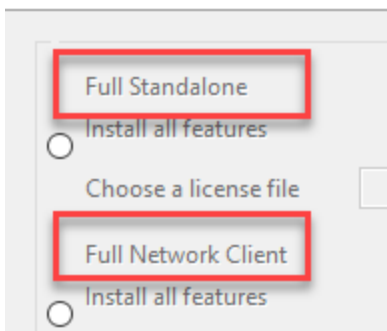 Full Standalone
Install all features
Choose a license file
Full Network Client
Install all features